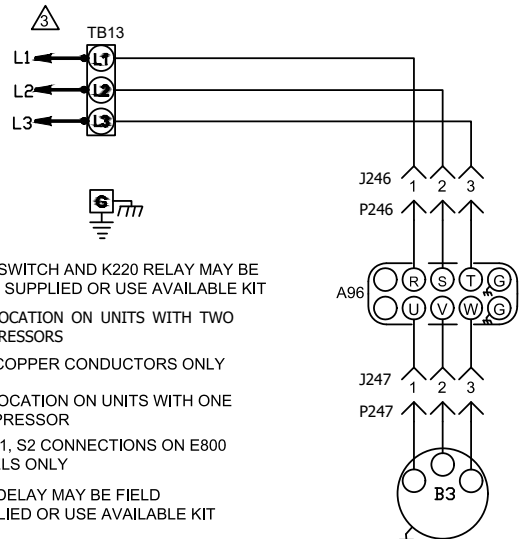 3
TB13
L1 L1
L2 L2
L3 L3
G
J246 1 2 3
P246
A96 R S T G
U V W G
J247 1 2 3
P247
B3
SWITCH AND K220 RELAY MAY BE
SUPPLIED OR USE AVAILABLE KIT
OCATION ON UNITS WITH TWO
RESSORS
COPPER CONDUCTORS ONLY
OCATION ON UNITS WITH ONE
PRESSOR
1, S2 CONNECTIONS ON E800
LS ONLY
DELAY MAY BE FIELD
LIED OR USE AVAILABLE KIT